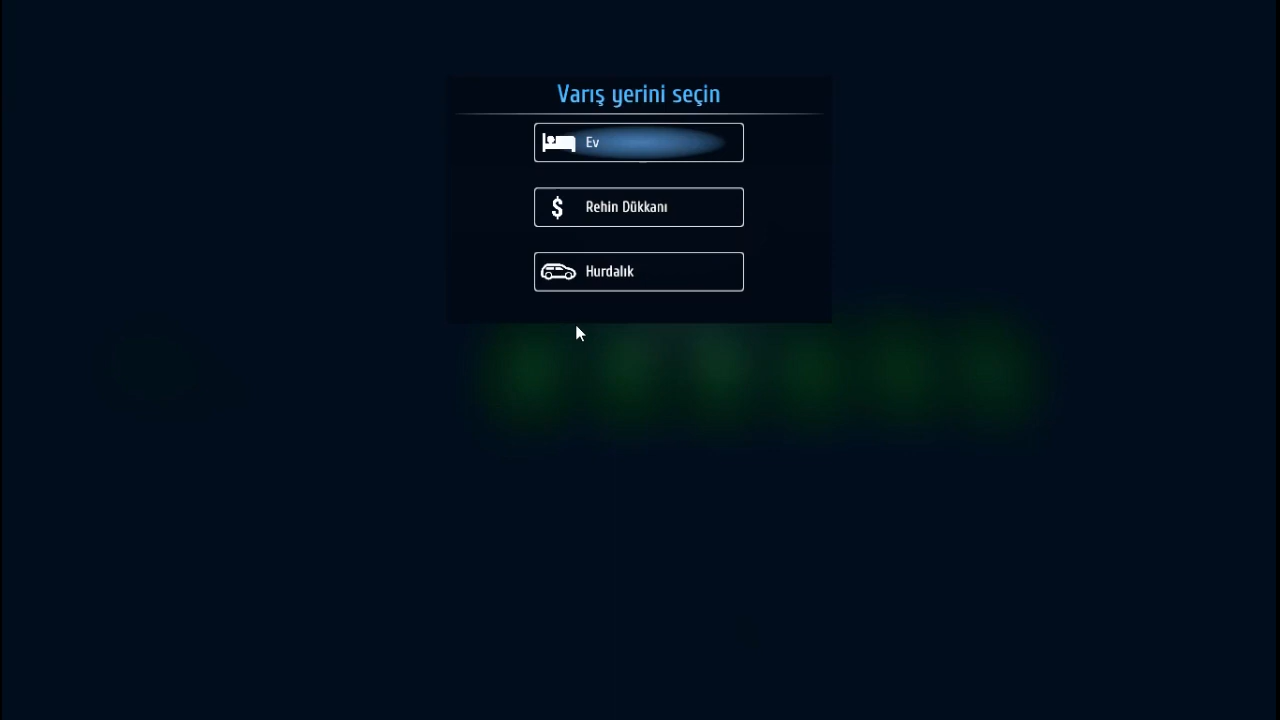 Varış yerini seçin
Ev
Rehin Dükkanı
Hurdalık